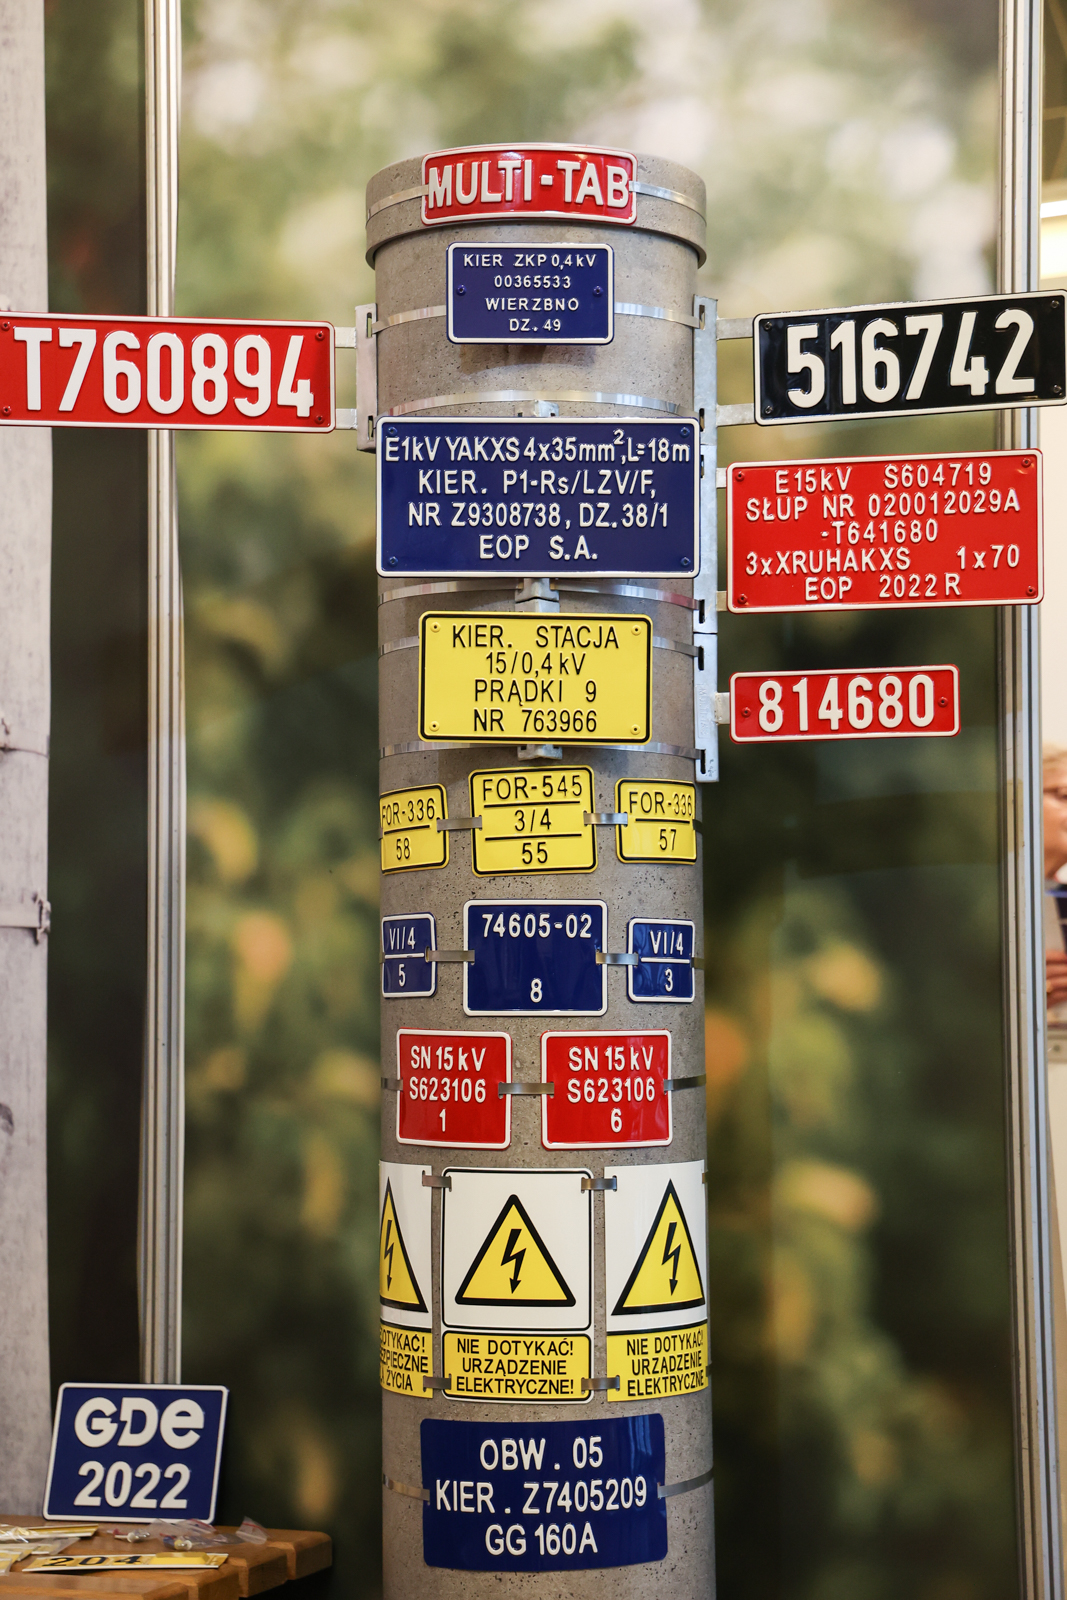 MULTI-TAB
KIER ZKP 0,4 kV
00365533
WIERZBNO
DZ. 49
T760894
516742
E1kV YAKXS 4x35mm²,L=18m
KIER. P1-Rs/LZV/F,
NR Z9308738, DZ.38/1
EOP S.A.
E15kV S604719
SŁUP NR 020012029A
-T641680
3xXRUHAKXS 1x70
EOP 2022R
KIER. STACJA
15/0,4 kV
PRĄDKI 9
NR 763966
814680
FOR-336
58
FOR-545
3/4
55
FOR-336
57
VI/4
5
74605-02
8
VI/4
3
SN 15 kV
S623106
1
SN 15 kV
S623106
6
NIE DOTYKAĆ!
URZĄDZENIE
ELEKTRYCZNE!
NIE DOTYKAĆ!
URZĄDZENIE
ELEKTRYCZNE!
DOTYKAĆ!
ŻYCIA
OBW. 05
KIER. Z7405209
GG 160A
GDe
2022
204